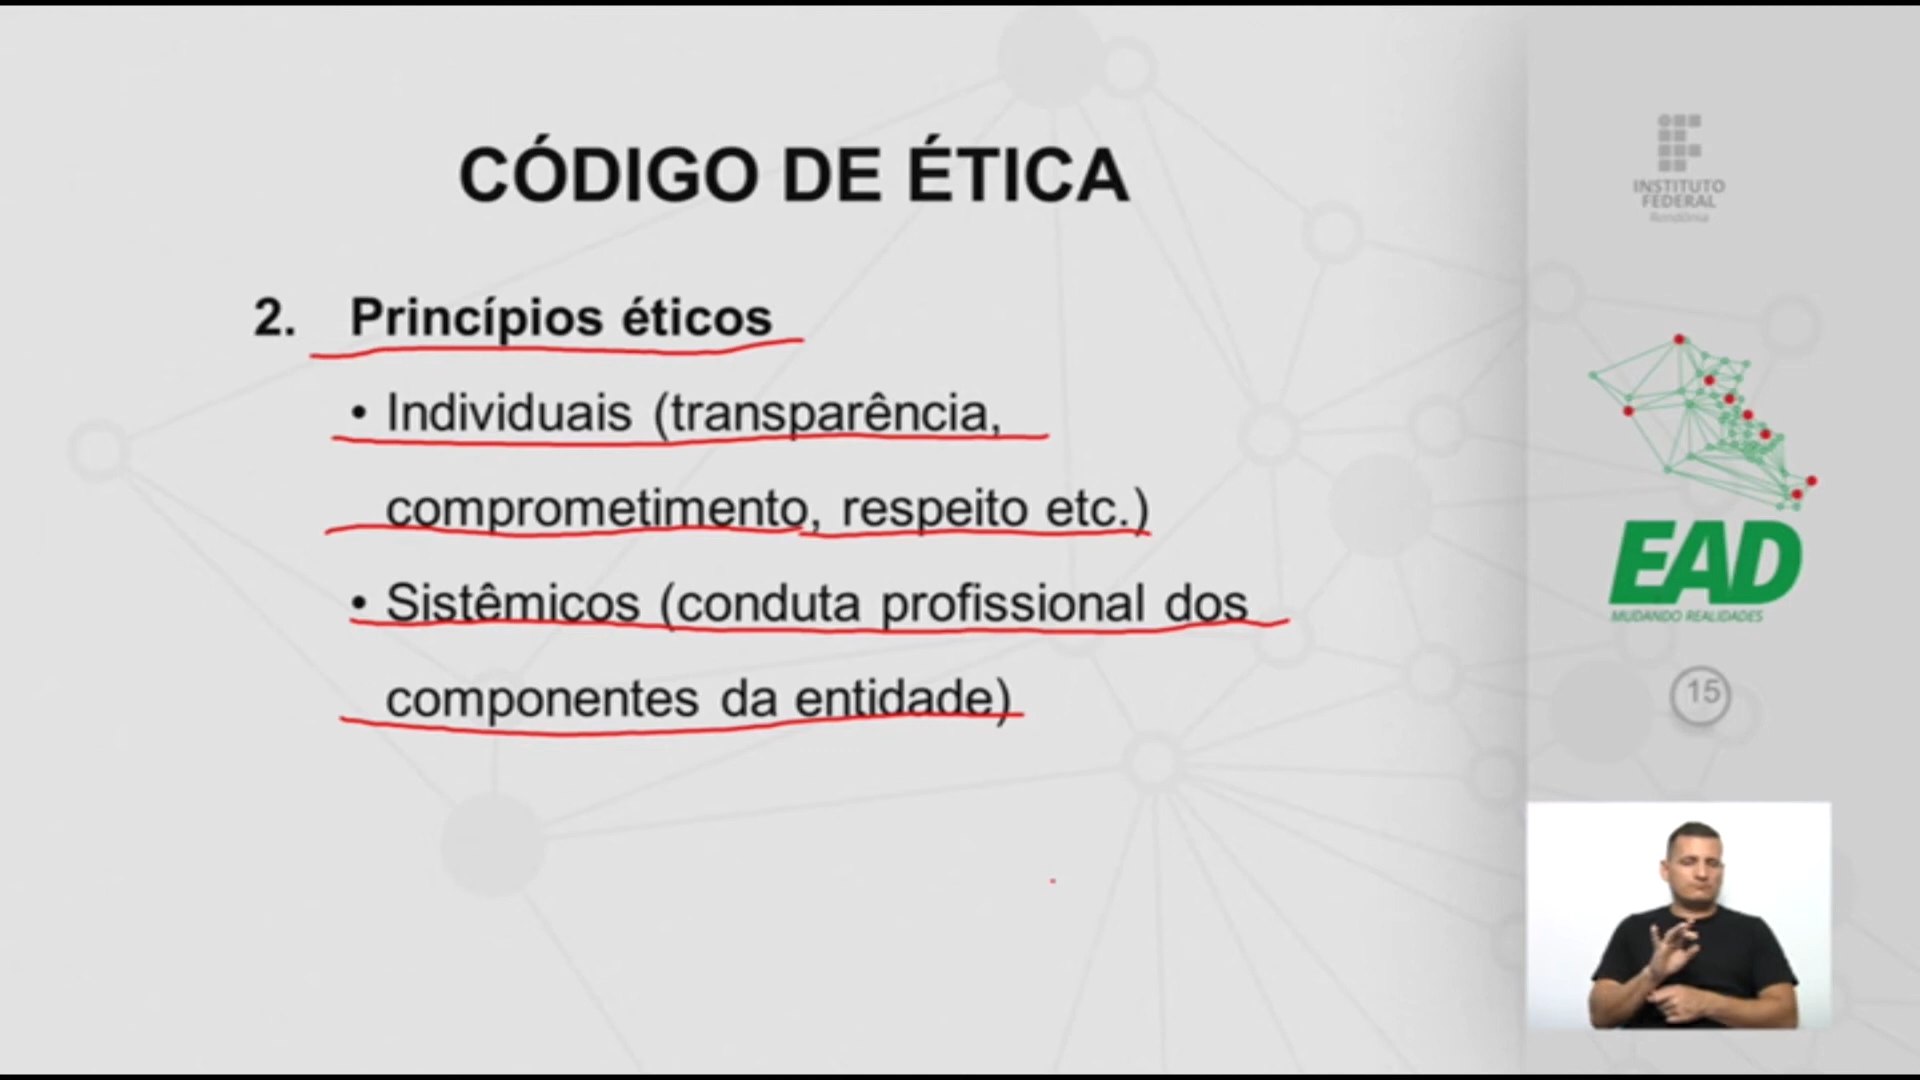 CÓDIGO DE ÉTICA
2. Princípios éticos
• Individuais (transparência,
comprometimento, respeito etc.)
• Sistêmicos (conduta profissional dos
componentes da entidade)
INSTITUTO
FEDERAL
Rondônia
EAD
MUDANDO REALIDADES
15